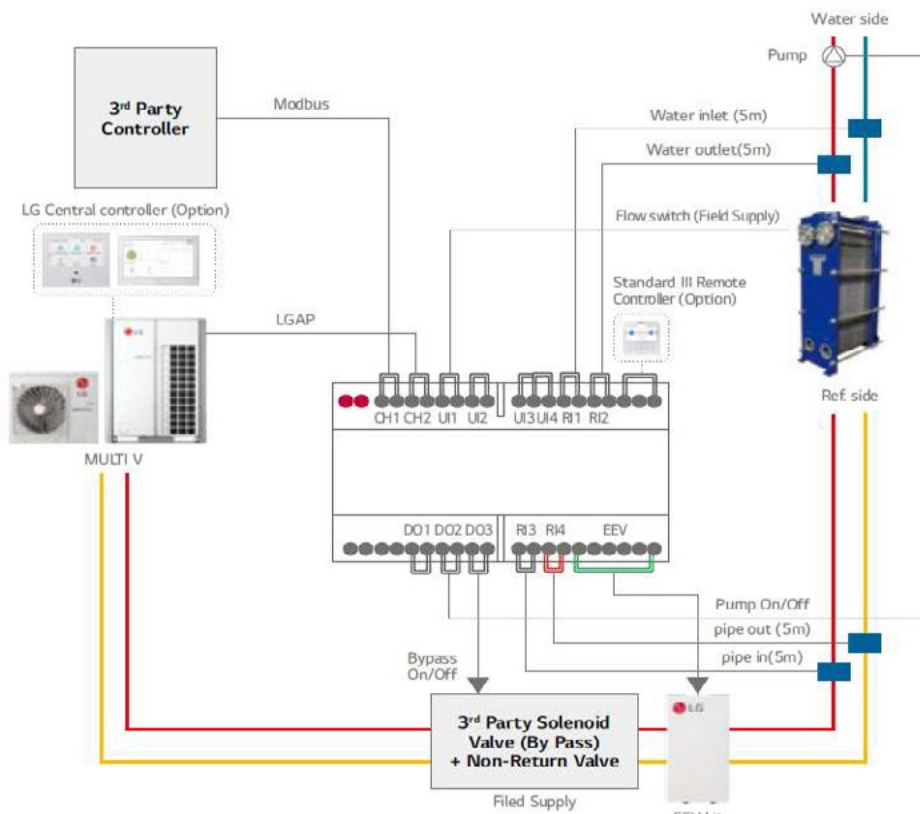 Water side
Pump
3rd Party
Controller
Modbus
Water inlet (5m)
Water outlet(5m)
LG Central controller (Option)
Flow switch (Field Supply)
Standard III Remote
Controller (Option)
LGAP
LG
CH1 CH2 UI1 UI2 UI3 UI4 RI1 RI2
Ref. side
LG
MULTI V
DO1 DO2 DO3 RI3 RI4 EEV
Pump On/Off
pipe out (5m)
Bypass
On/Off
pipe in(5m)
3rd Party Solenoid
Valve (By Pass)
+ Non-Return Valve
LG
Filed Supply